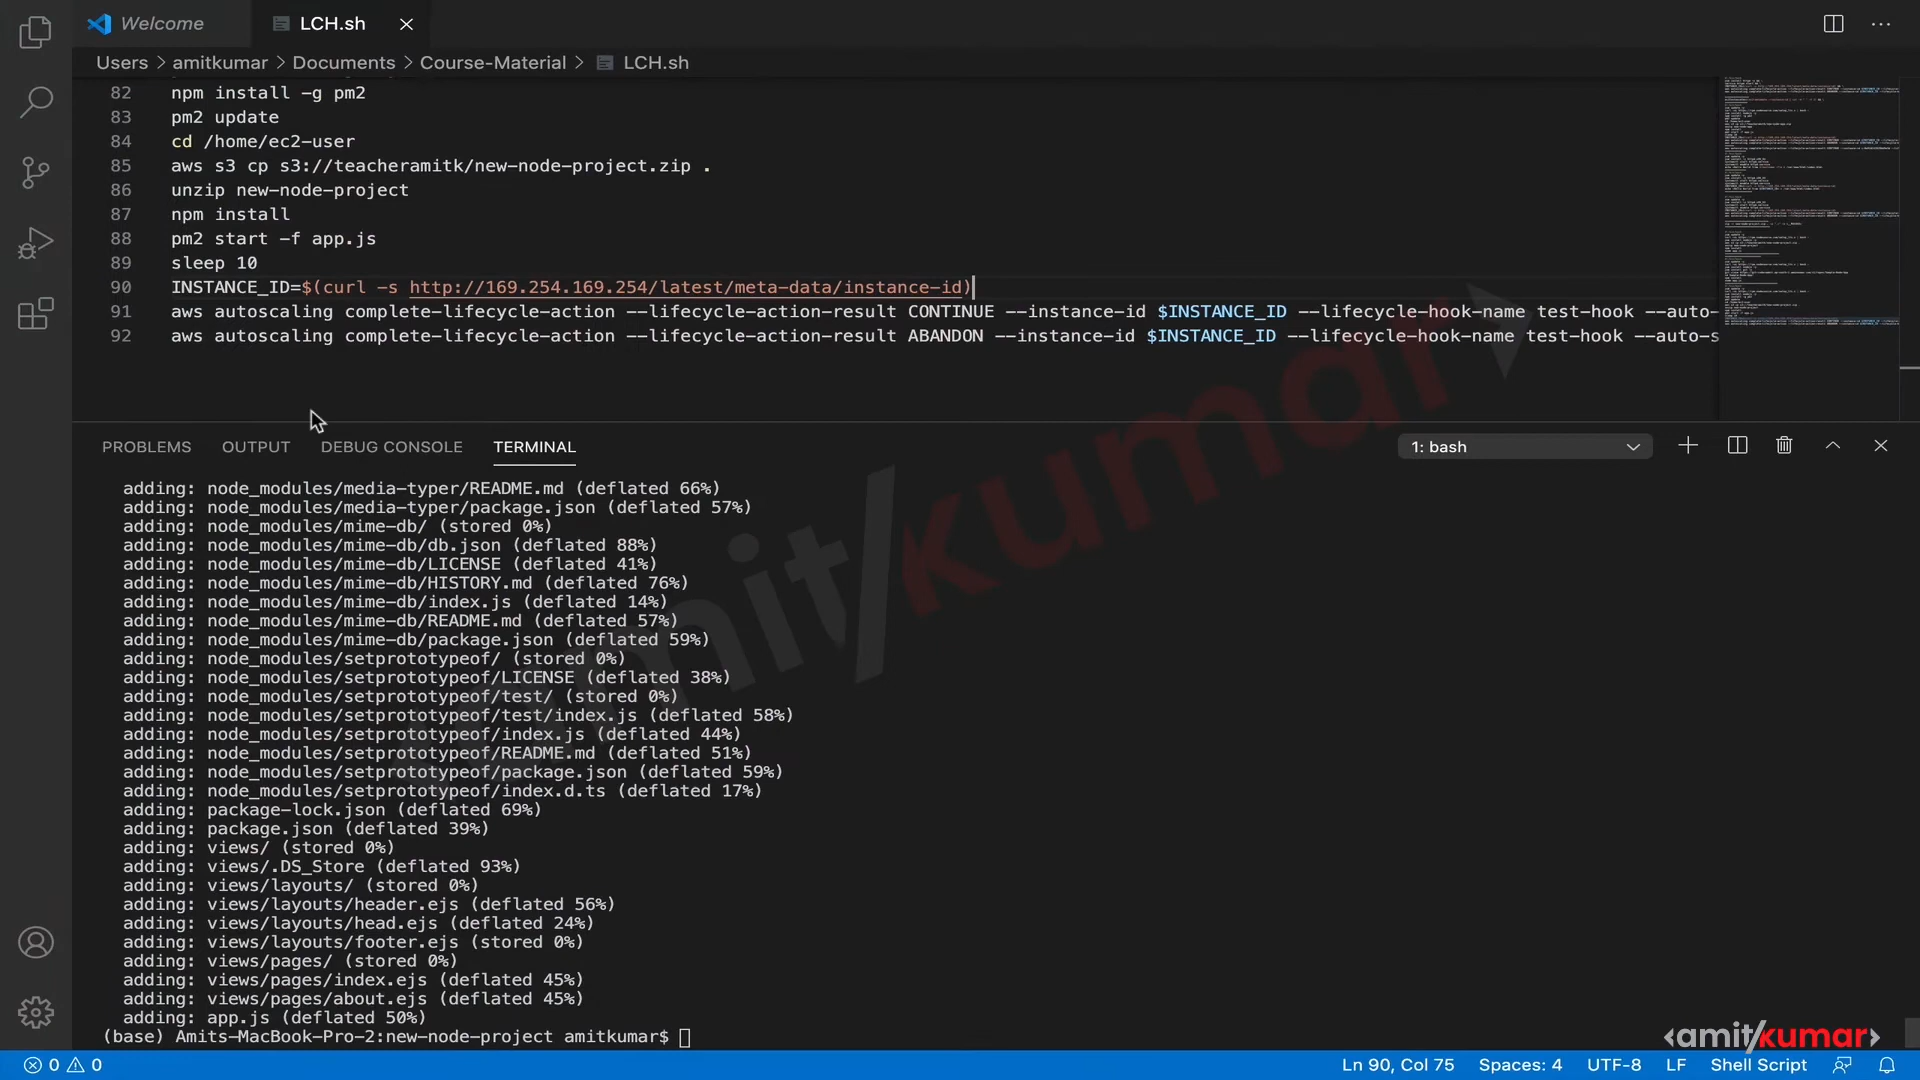 Welcome
LCH.sh
Users > amitkumar > Documents > Course-Material > LCH.sh
82 npm install -g pm2
83 pm2 update
84 cd /home/ec2-user
85 aws s3 cp s3://teacheramitk/new-node-project.zip .
86 unzip new-node-project
87 npm install
88 pm2 start -f app.js
89 sleep 10
90 INSTANCE_ID=$(curl -s http://169.254.169.254/latest/meta-data/instance-id)
91 aws autoscaling complete-lifecycle-action --lifecycle-action-result CONTINUE --instance-id $INSTANCE_ID --lifecycle-hook-name test-hook --auto-
92 aws autoscaling complete-lifecycle-action --lifecycle-action-result ABANDON --instance-id $INSTANCE_ID --lifecycle-hook-name test-hook --auto-s
PROBLEMS OUTPUT DEBUG CONSOLE TERMINAL 1: bash
adding: node_modules/media-typer/README.md (deflated 66%)
adding: node_modules/media-typer/package.json (deflated 57%)
adding: node_modules/mime-db/ (stored 0%)
adding: node_modules/mime-db/db.json (deflated 88%)
adding: node_modules/mime-db/LICENSE (deflated 41%)
adding: node_modules/mime-db/HISTORY.md (deflated 76%)
adding: node_modules/mime-db/index.js (deflated 14%)
adding: node_modules/mime-db/README.md (deflated 57%)
adding: node_modules/mime-db/package.json (deflated 59%)
adding: node_modules/setprototypeof/ (stored 0%)
adding: node_modules/setprototypeof/LICENSE (deflated 38%)
adding: node_modules/setprototypeof/test/ (stored 0%)
adding: node_modules/setprototypeof/test/index.js (deflated 58%)
adding: node_modules/setprototypeof/index.js (deflated 44%)
adding: node_modules/setprototypeof/README.md (deflated 51%)
adding: node_modules/setprototypeof/package.json (deflated 59%)
adding: node_modules/setprototypeof/index.d.ts (deflated 17%)
adding: package-lock.json (deflated 69%)
adding: package.json (deflated 39%)
adding: views/ (stored 0%)
adding: views/.DS_Store (deflated 93%)
adding: views/layouts/ (stored 0%)
adding: views/layouts/header.ejs (deflated 56%)
adding: views/layouts/head.ejs (deflated 24%)
adding: views/layouts/footer.ejs (stored 0%)
adding: views/pages/ (stored 0%)
adding: views/pages/index.ejs (deflated 45%)
adding: views/pages/about.ejs (deflated 45%)
adding: app.js (deflated 50%)
(base) Amits-MacBook-Pro-2:new-node-project amitkumar$
<amit/kumar>
<amit/kumar>
0 0 Ln 90, Col 75 Spaces: 4 UTF-8 LF Shell Script